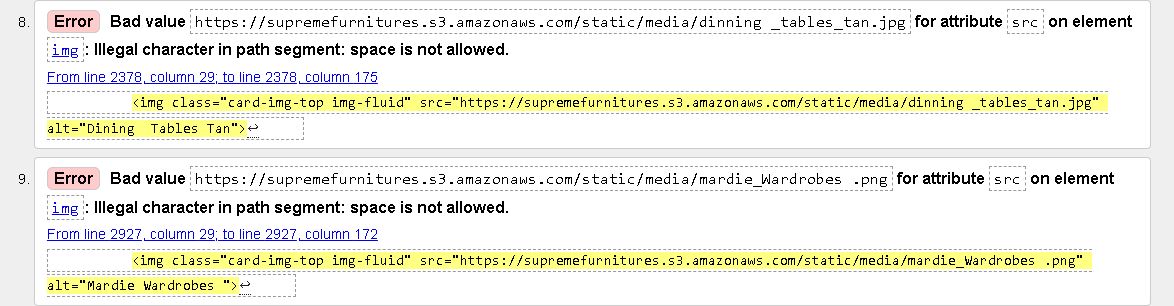 8. Error Bad value https://supremefurnitures.s3.amazonaws.com/static/media/dinning _tables_tan.jpg for attribute src on element
img: Illegal character in path segment: space is not allowed.
From line 2378, column 29; to line 2378, column 175
<img class="card-img-top img-fluid" src="https://supremefurnitures.s3.amazonaws.com/static/media/dinning _tables_tan.jpg"
alt="Dining  Tables Tan">↩
9. Error Bad value https://supremefurnitures.s3.amazonaws.com/static/media/mardie_Wardrobes .png for attribute src on element
img: Illegal character in path segment: space is not allowed.
From line 2927, column 29; to line 2927, column 172
<img class="card-img-top img-fluid" src="https://supremefurnitures.s3.amazonaws.com/static/media/mardie_Wardrobes .png"
alt="Mardie Wardrobes ">↩